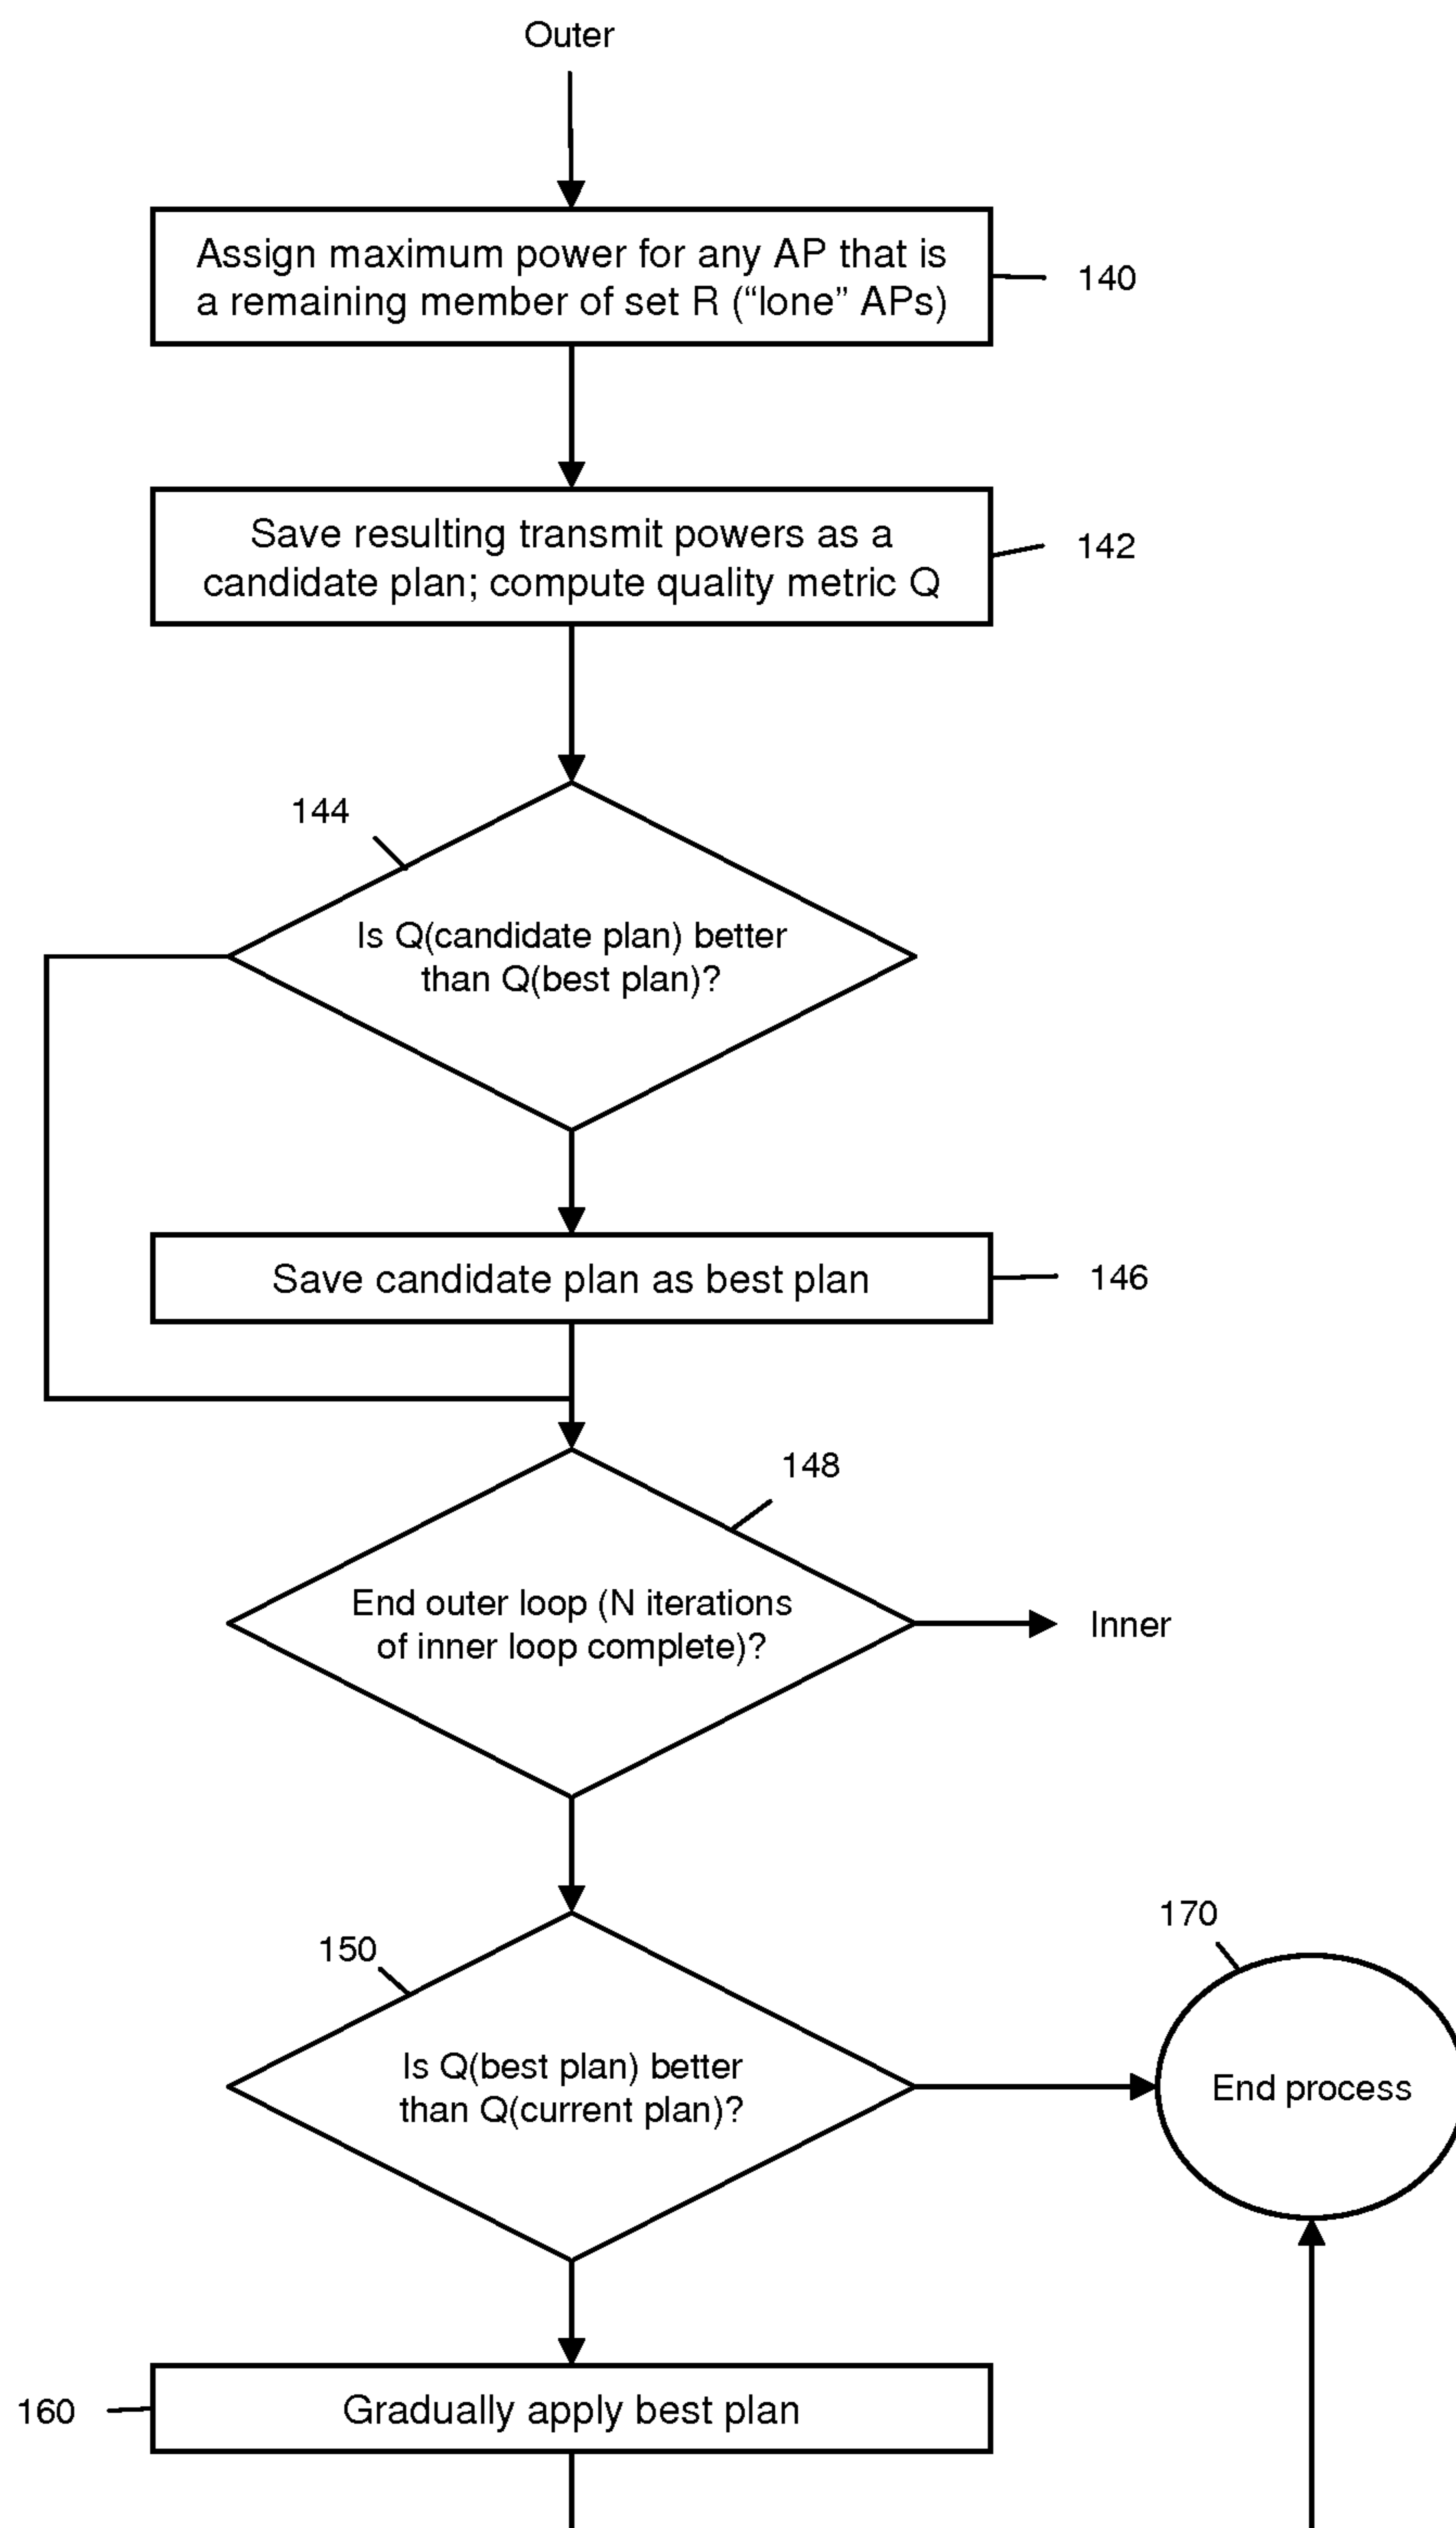 Outer
Assign maximum power for any AP that is
a remaining member of set R (“lone” APs)
140
Save resulting transmit powers as a
candidate plan; compute quality metric Q
142
144
Is Q(candidate plan) better
than Q(best plan)?
Save candidate plan as best plan
146
148
End outer loop (N iterations
of inner loop complete)?
Inner
150
170
Is Q(best plan) better
than Q(current plan)?
End process
160
Gradually apply best plan